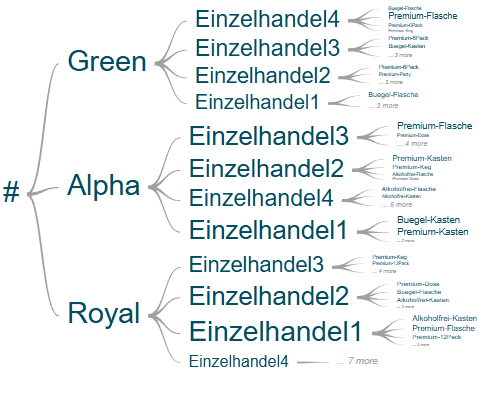 #
Green
Einzelhandel4
Buegel-Flasche
Premium-Flasche
Premium-6Pack
Premium-Keg
Einzelhandel3
Premium-6Pack
Buegel-Kasten
... 3 more
Einzelhandel2
Premium-6Pack
Premium-Party
... 3 more
Einzelhandel1
Buegel-Flasche
... 3 more
Alpha
Einzelhandel3
Premium-Flasche
Premium-Dose
... 4 more
Einzelhandel2
Premium-Kasten
Premium-Keg
Alkoholfrei-Flasche
Premium-Dose
Einzelhandel4
Alkoholfrei-Flasche
Alkoholfrei-Kasten
... 6 more
Einzelhandel1
Buegel-Kasten
Premium-Kasten
... 3 more
Royal
Einzelhandel3
Premium-Keg
Premium-12Pack
... 4 more
Einzelhandel2
Premium-Dose
Buegel-Flasche
Alkoholfrei-Kasten
... 3 more
Einzelhandel1
Alkoholfrei-Kasten
Premium-Flasche
Premium-12Pack
... 3 more
Einzelhandel4
... 7 more